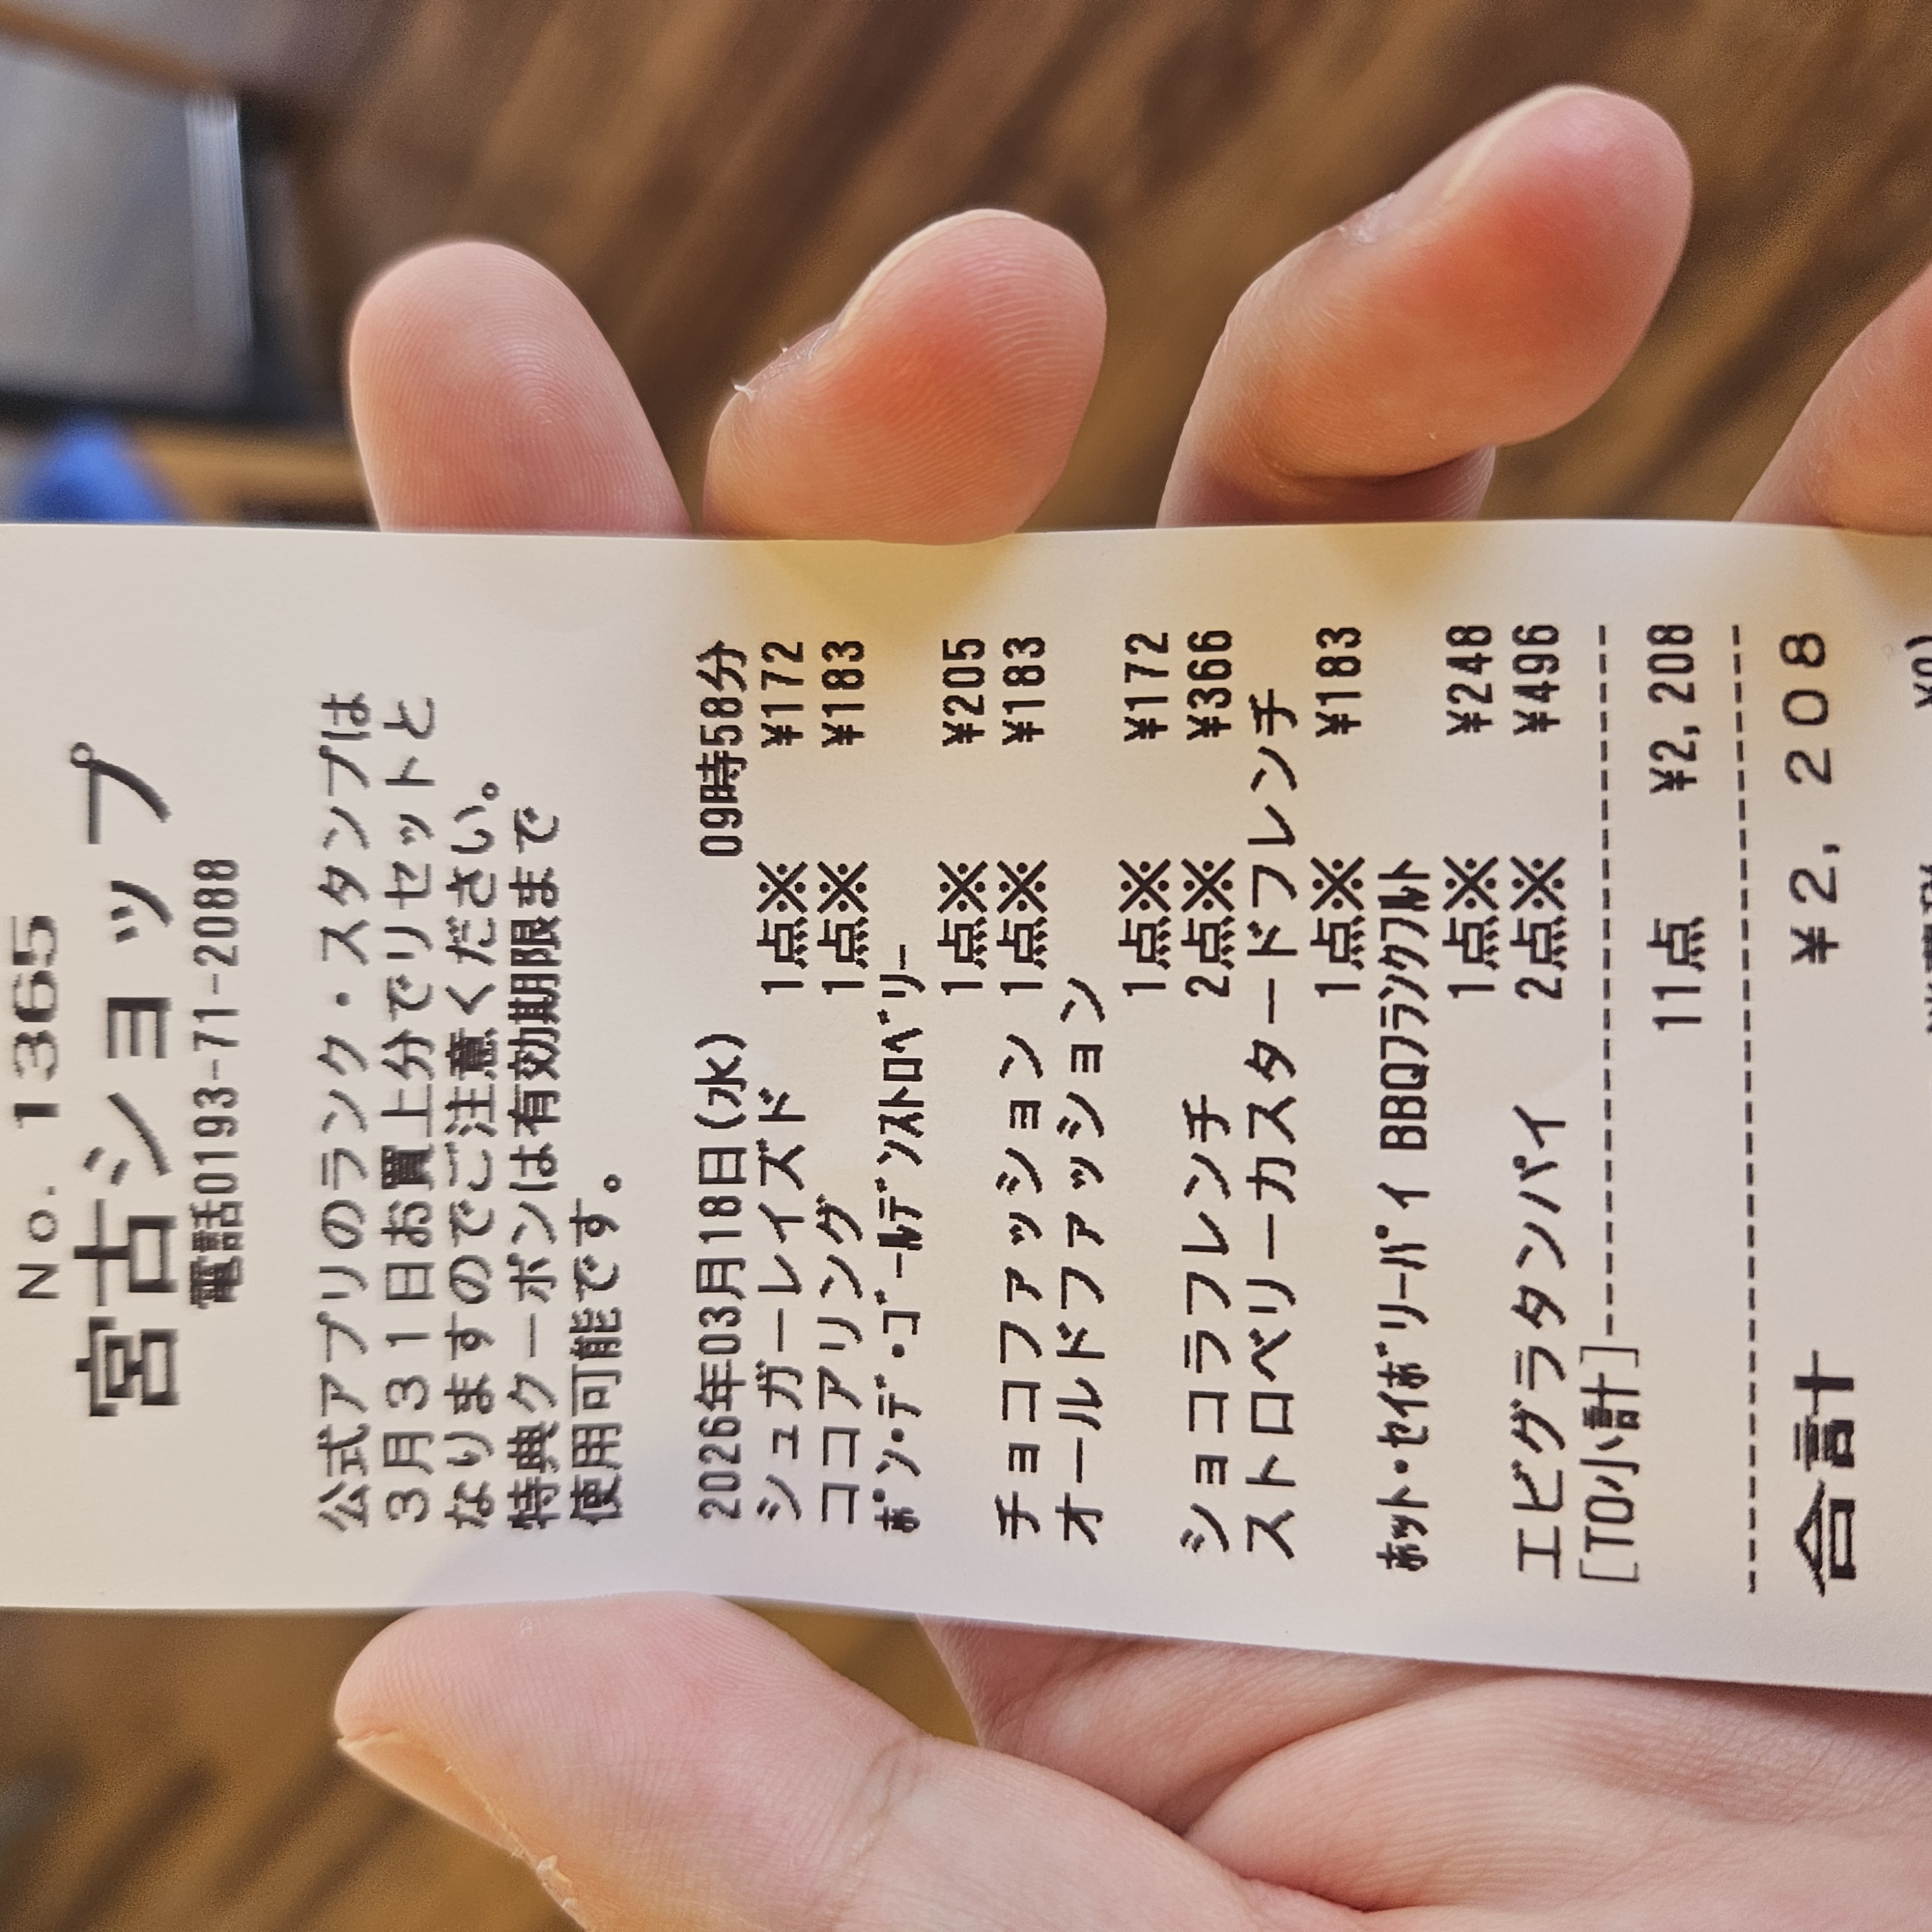 No. 1365
宮古ショップ
電話0193-71-2088
公式アプリのランク・スタンプは
3月31日お買上分でリセットと
なりますのでご注意ください。
特典クーポンは有効期限まで
使用可能です。
2026年03月18日(水) 09時58分
シュガーレイズド 1点※ ¥172
ココアリング 1点※ ¥183
ポン・デ・ゴールデンストロベリー
1点※ ¥205
チョコファッション 1点※ ¥183
オールドファッション
1点※ ¥172
ショコラフレンチ 2点※ ¥366
ストロベリーカスタードフレンチ
1点※ ¥183
ホット・セイボリーパイ BBQフランクフルト
1点※ ¥248
エビグラタンパイ 2点※ ¥496
[TO小計]
11点 ¥2,208
合計 ¥2,208